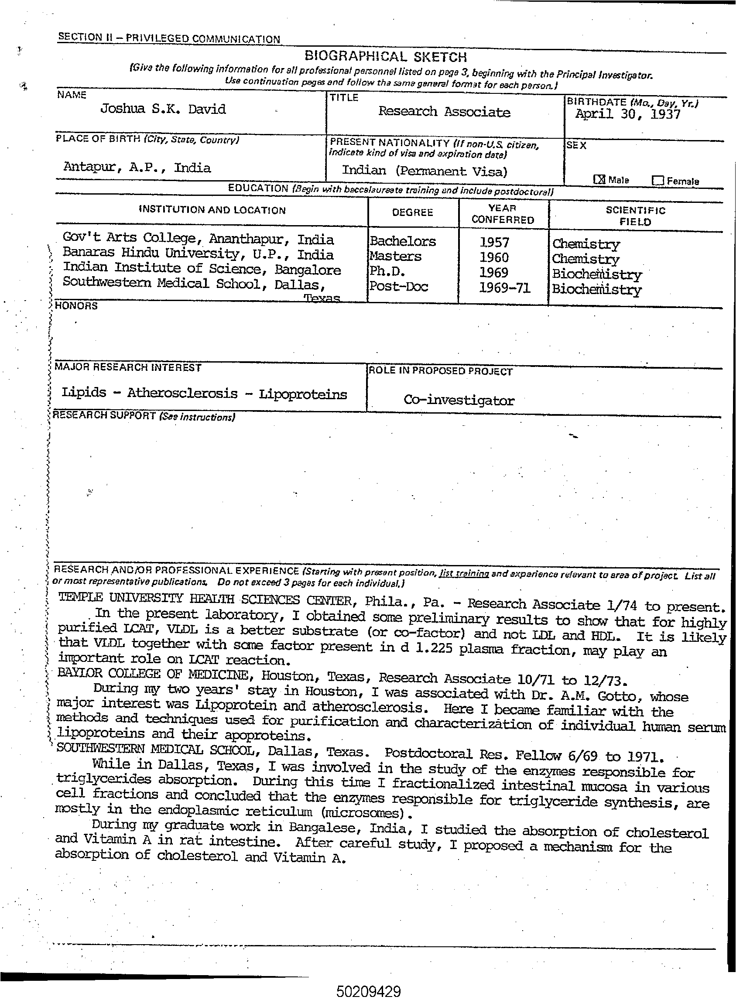 SECTION II – PRIVILEGED COMMUNICATION
BIOGRAPHICAL SKETCH
(Give the following information for all professional personnel listed on page 3, beginning with the Principal Investigator.
Use continuation pages and follow the same general format for each person.)
NAME
Joshua S.K. David
TITLE
Research Associate
BIRTHDATE (Mo., Day, Yr.)
April 30, 1937
PLACE OF BIRTH (City, State, Country)
Antapur, A.P., India
PRESENT NATIONALITY (If non-U.S. citizen,
indicate kind of visa and expiration date)
Indian (Permanent Visa)
SEX
X Male Female
EDUCATION (Begin with baccalaureate training and include postdoctoral)
INSTITUTION AND LOCATION DEGREE YEAR CONFERRED SCIENTIFIC FIELD
Gov't Arts College, Ananthapur, India Bachelors 1957 Chemistry
Banaras Hindu University, U.P., India Masters 1960 Chemistry
Indian Institute of Science, Bangalore Ph.D. 1969 Biochemistry
Southwestern Medical School, Dallas, Post-Doc 1969-71 Biochemistry
Texas
HONORS
MAJOR RESEARCH INTEREST
Lipids - Atherosclerosis - Lipoproteins
ROLE IN PROPOSED PROJECT
Co-investigator
RESEARCH SUPPORT (See instructions)
RESEARCH AND/OR PROFESSIONAL EXPERIENCE (Starting with present position, list training and experience relevant to area of project. List all
or most representative publications. Do not exceed 3 pages for each individual.)
TEMPLE UNIVERSITY HEALTH SCIENCES CENTER, Phila., Pa. - Research Associate 1/74 to present.
In the present laboratory, I obtained some preliminary results to show that for highly
purified LCAT, VLDL is a better substrate (or co-factor) and not LDL and HDL. It is likely
that VLDL together with some factor present in d 1.225 plasma fraction, may play an
important role on LCAT reaction.
BAYLOR COLLEGE OF MEDICINE, Houston, Texas, Research Associate 10/71 to 12/73.
During my two years' stay in Houston, I was associated with Dr. A.M. Gotto, whose
major interest was Lipoprotein and atherosclerosis. Here I became familiar with the
methods and techniques used for purification and characterization of individual human serum
lipoproteins and their apoproteins.
SOUTHWESTERN MEDICAL SCHOOL, Dallas, Texas. Postdoctoral Res. Fellow 6/69 to 1971.
While in Dallas, Texas, I was involved in the study of the enzymes responsible for
triglycerides absorption. During this time I fractionalized intestinal mucosa in various
cell fractions and concluded that the enzymes responsible for triglyceride synthesis, are
mostly in the endoplasmic reticulum (microsomes).
During my graduate work in Bangalese, India, I studied the absorption of cholesterol
and Vitamin A in rat intestine. After careful study, I proposed a mechanism for the
absorption of cholesterol and Vitamin A.
50209429